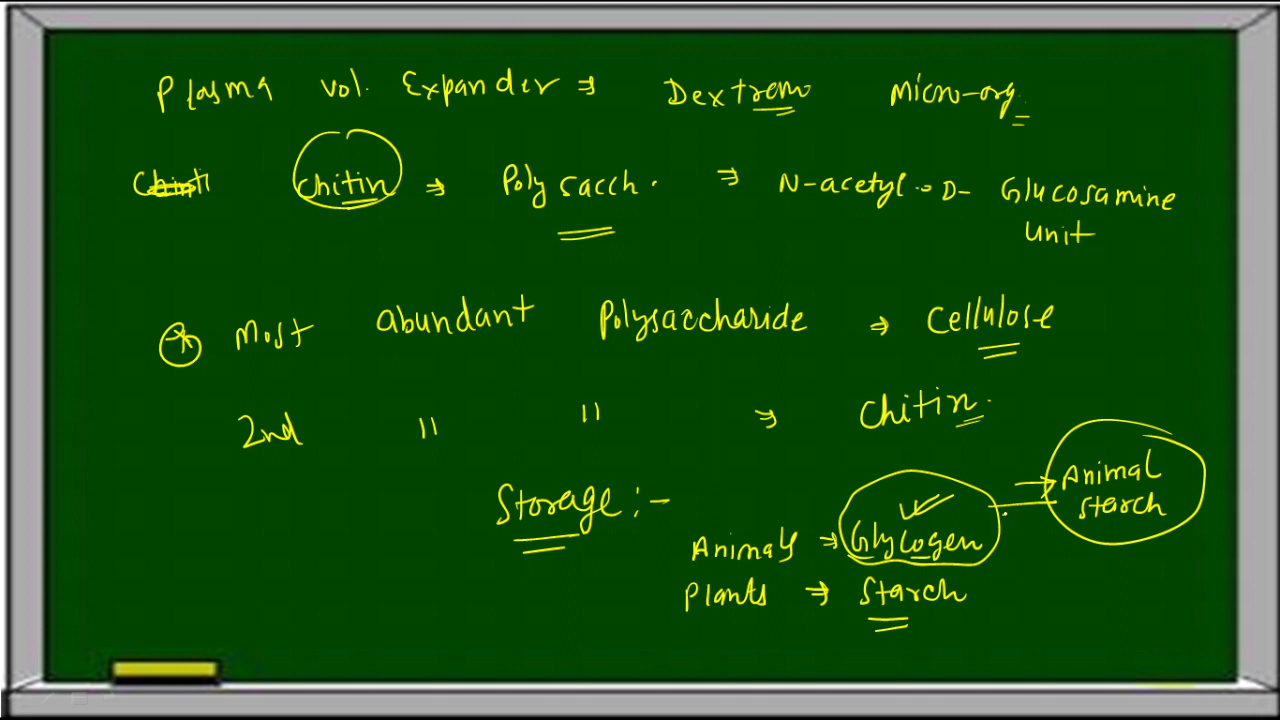 Plasma vol. Expander ⇒ Dextran micro-org.
Chitin ⇒ Poly sacch. ⇒ N-acetyl-D- Glucosamine
unit
Most abundant Polysaccharide ⇒ Cellulose
2nd " " ⇒ Chitin.
Storage :-
Animals ⇒ Glycogen ⇒ Animal starch
Plants ⇒ Starch